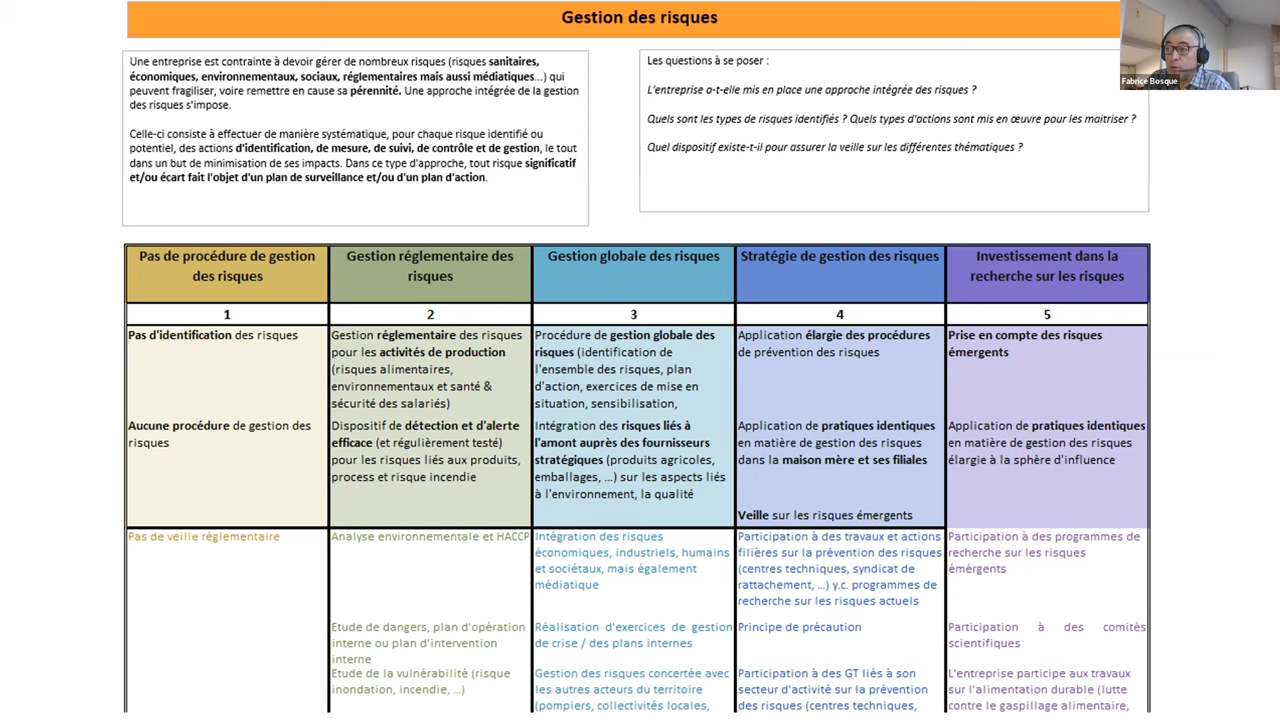 Gestion des risques
Fabrice Bosque
Une entreprise est contrainte à devoir gérer de nombreux risques (risques sanitaires,
économiques, environnementaux, sociaux, réglementaires mais aussi médiatiques...) qui
peuvent fragiliser, voire remettre en cause sa pérennité. Une approche intégrée de la gestion
des risques s'impose.
Celle-ci consiste à effectuer de manière systématique, pour chaque risque identifié ou
potentiel, des actions d'identification, de mesure, de suivi, de contrôle et de gestion, le tout
dans un but de minimisation de ses impacts. Dans ce type d'approche, tout risque significatif
et/ou écart fait l'objet d'un plan de surveillance et/ou d'un plan d'action.
Les questions à se poser :
L'entreprise a-t-elle mis en place une approche intégrée des risques ?
Quels sont les types de risques identifiés ? Quels types d'actions sont mis en œuvre pour les maitriser ?
Quel dispositif existe-t-il pour assurer la veille sur les différentes thématiques ?
Pas de procédure de gestion
des risques
Gestion réglementaire des
risques
Gestion globale des risques
Stratégie de gestion des risques
Investissement dans la
recherche sur les risques
1
2
3
4
5
Pas d'identification des risques
Gestion réglementaire des risques
pour les activités de production
(risques alimentaires,
environnementaux et santé &
sécurité des salariés)
Procédure de gestion globale des
risques (identification de
l'ensemble des risques, plan
d'action, exercices de mise en
situation, sensibilisation,
Application élargie des procédures
de prévention des risques
Prise en compte des risques
émergents
Aucune procédure de gestion des
risques
Dispositif de détection et d'alerte
efficace (et régulièrement testé)
pour les risques liés aux produits,
process et risque incendie
Intégration des risques liés à
l'amont auprès des fournisseurs
stratégiques (produits agricoles,
emballages, ...) sur les aspects liés
à l'environnement, la qualité
Application de pratiques identiques
en matière de gestion des risques
dans la maison mère et ses filiales
Veille sur les risques émergents
Application de pratiques identiques
en matière de gestion des risques
élargie à la sphère d'influence
Pas de veille réglementaire
Analyse environnementale et HACCP
Intégration des risques
économiques, industriels, humains
et sociétaux, mais également
médiatique
Participation à des travaux et actions
filières sur la prévention des risques
(centres techniques, syndicat de
rattachement, ...) y.c. programmes de
recherche sur les risques actuels
Participation à des programmes de
recherche sur les risques
émérgents
Etude de dangers, plan d'opération
interne ou plan d'intervention
interne
Réalisation d'exercices de gestion
de crise / des plans internes
Principe de précaution
Participation à des comités
scientifiques
Etude de la vulnérabilité (risque
inondation, incendie, ...)
Gestion des risques concertée avec
les autres acteurs du territoire
(pompiers, collectivités locales,
Participation à des GT liés à son
secteur d'activité sur la prévention
des risques (centres techniques,
L'entreprise participe aux travaux
sur l'alimentation durable (lutte
contre le gaspillage alimentaire,